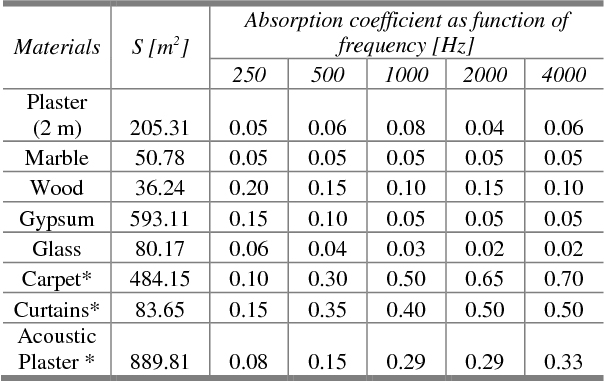 Materials S [m²] Absorption coefficient as function of
frequency [Hz]
250 500 1000 2000 4000
Plaster
(2 m) 205.31 0.05 0.06 0.08 0.04 0.06
Marble 50.78 0.05 0.05 0.05 0.05 0.05
Wood 36.24 0.20 0.15 0.10 0.15 0.10
Gypsum 593.11 0.15 0.10 0.05 0.05 0.05
Glass 80.17 0.06 0.04 0.03 0.02 0.02
Carpet* 484.15 0.10 0.30 0.50 0.65 0.70
Curtains* 83.65 0.15 0.35 0.40 0.50 0.50
Acoustic
Plaster * 889.81 0.08 0.15 0.29 0.29 0.33